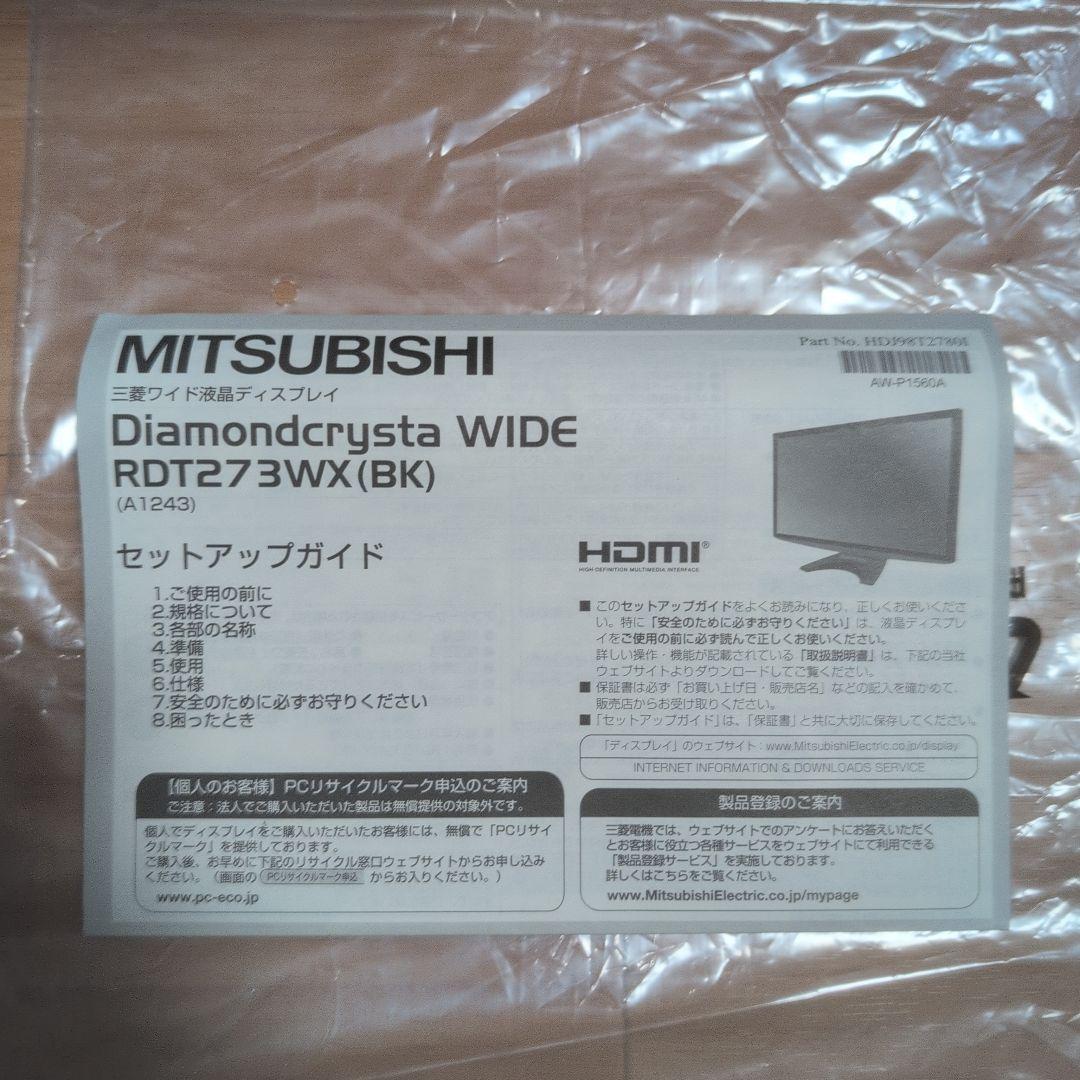 MITSUBISHI
三菱ワイド液晶ディスプレイ
Diamondcrysta WIDE
RDT273WX(BK)
(A1243)
セットアップガイド
1.ご使用の前に
2.規格について
3.各部の名称
4.準備
5.使用
6.仕様
7.安全のために必ずお守りください
8.困ったとき
【個人のお客様】PCリサイクルマーク申込のご案内
ご注意：法人でご購入いただいた製品は無償提供の対象外です。
個人でディスプレイをご購入いただいたお客様には、無償で「PCリサイ
クルマーク」を提供しております。
ご購入後、お早めに下記のリサイクル窓口ウェブサイトからお申し込み
ください。（画面の PCリサイクルマーク申込 からお入りください。）
www.pc-eco.jp
Part No. HDJ98T2780I
AW-P1560A
HDMI®
HIGH-DEFINITION MULTIMEDIA INTERFACE
■ このセットアップガイドをよくお読みになり、正しくお使いくださ
い。特に「安全のために必ずお守りください」は、液晶ディスプレ
イをご使用の前に必ず読んで正しくお使いください。
詳しい操作・機能が記載されている「取扱説明書」は、下記の当社
ウェブサイトよりダウンロードしてご覧ください。
■ 保証書は必ず「お買い上げ日・販売店名」などの記入を確かめて、
販売店からお受け取りください。
■「セットアップガイド」は、「保証書」と共に大切に保存してください。
「ディスプレイ」のウェブサイト：www.MitsubishiElectric.co.jp/display
INTERNET INFORMATION & DOWNLOADS SERVICE
製品登録のご案内
三菱電機では、ウェブサイトでのアンケートにお答えいただく
とお客様に役立つ各種サービスをウェブサイトにて利用できる
「製品登録サービス」を実施しております。
詳しくはこちらをご覧ください。
www.MitsubishiElectric.co.jp/mypage